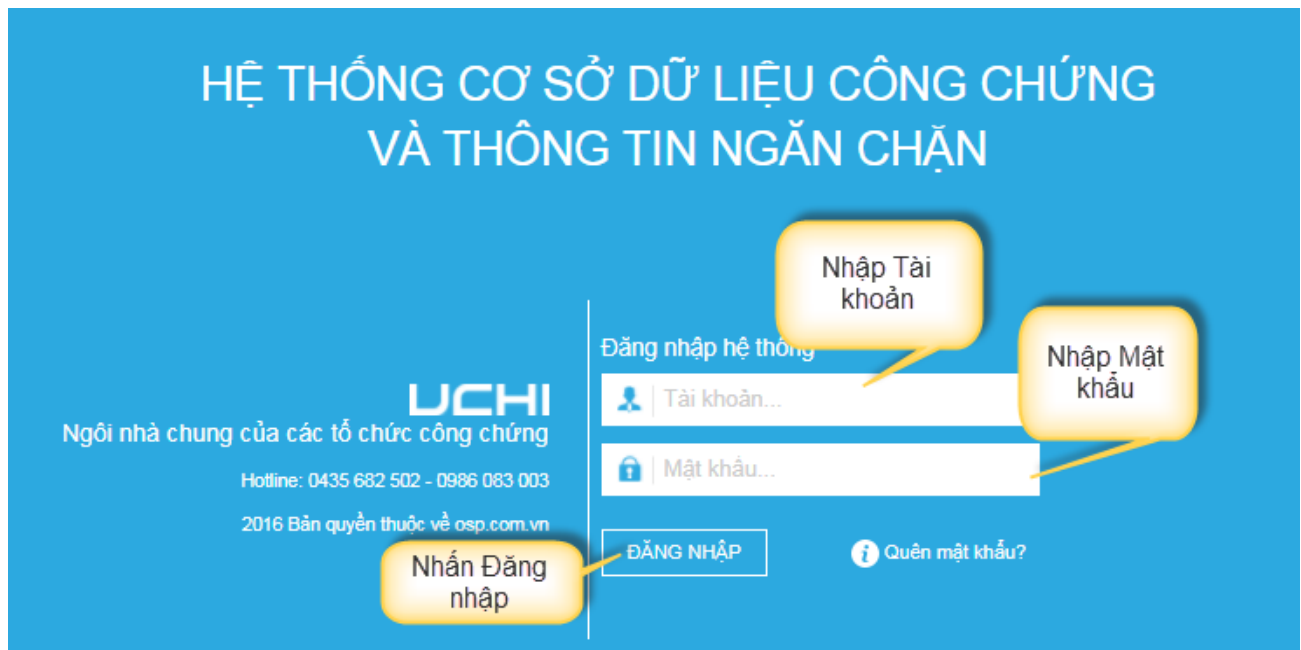 HỆ THỐNG CƠ SỞ DỮ LIỆU CÔNG CHỨNG
VÀ THÔNG TIN NGĂN CHẶN
Nhập Tài
khoản
Nhập Mật
khẩu
Đăng nhập hệ thống
Tài khoản...
Mật khẩu...
UCHI
Ngôi nhà chung của các tổ chức công chứng
Hotline: 0435 682 502 - 0986 083 003
2016 Bản quyền thuộc về osp.com.vn
Nhấn Đăng
nhập
ĐĂNG NHẬP
Quên mật khẩu?